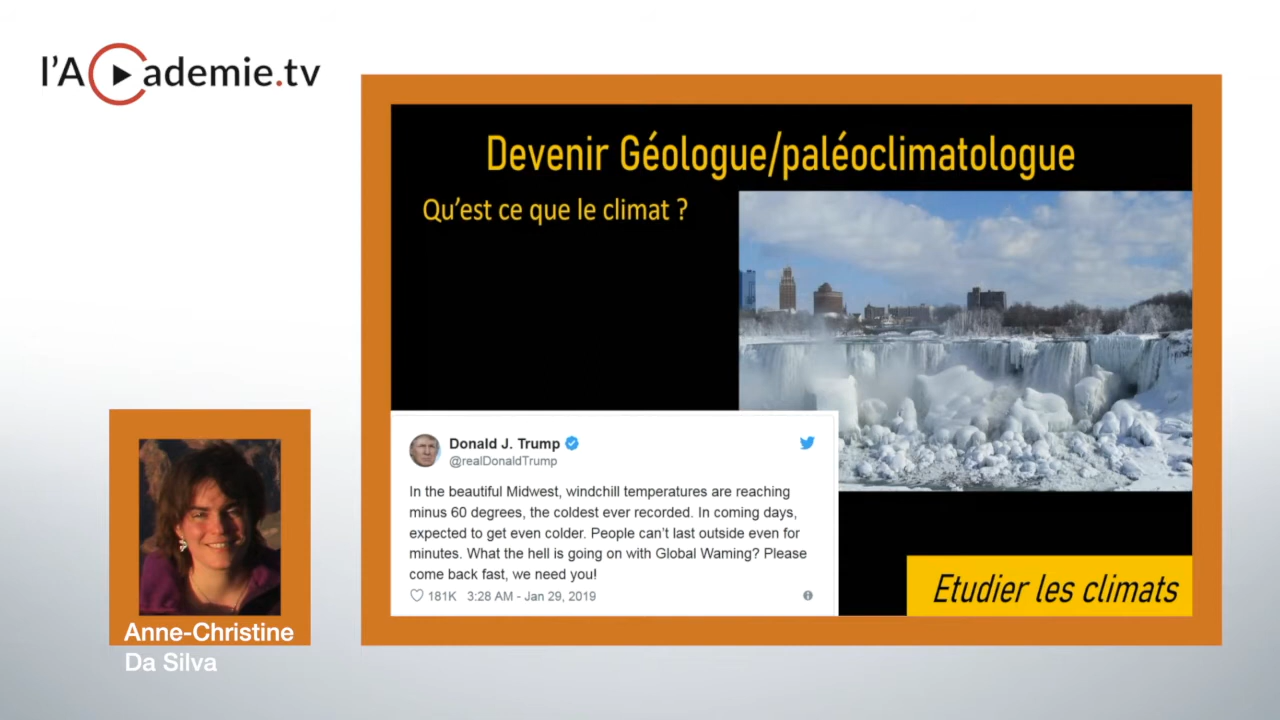 l'Academie.tv
Devenir Géologue/paléoclimatologue
Qu'est ce que le climat ?
Donald J. Trump
@realDonaldTrump
In the beautiful Midwest, windchill temperatures are reaching
minus 60 degrees, the coldest ever recorded. In coming days,
expected to get even colder. People can't last outside even for
minutes. What the hell is going on with Global Waming? Please
come back fast, we need you!
181K 3:28 AM - Jan 29, 2019
Etudier les climats
Anne-Christine
Da Silva